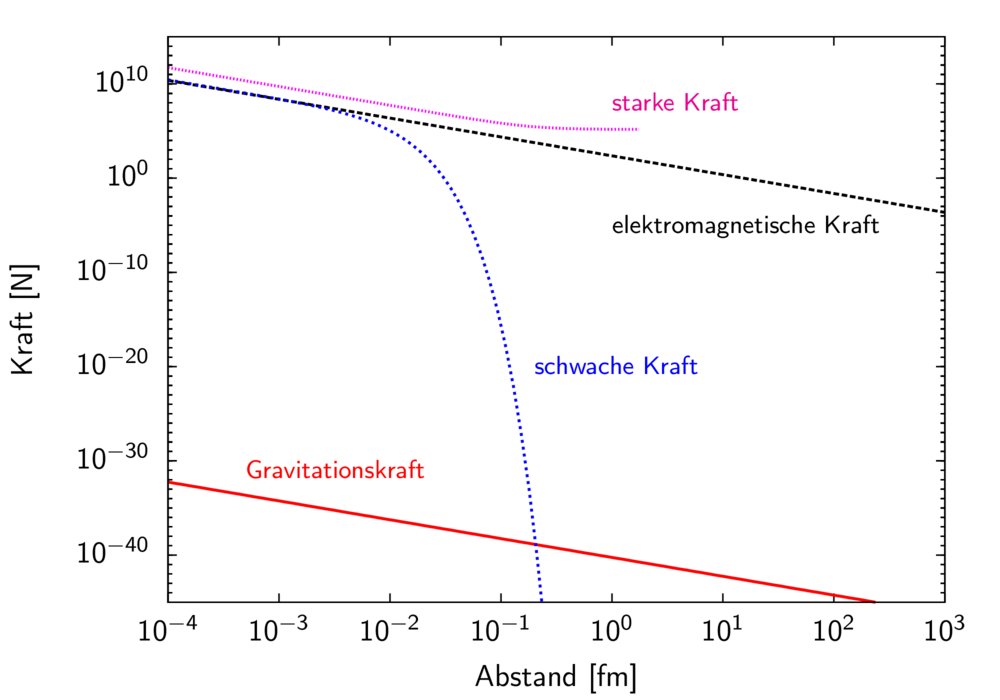 10^10
10^0
10^−10
10^−20
10^−30
10^−40
Kraft [N]
starke Kraft
elektromagnetische Kraft
schwache Kraft
Gravitationskraft
10^−4 10^−3 10^−2 10^−1 10^0 10^1 10^2 10^3
Abstand [fm]